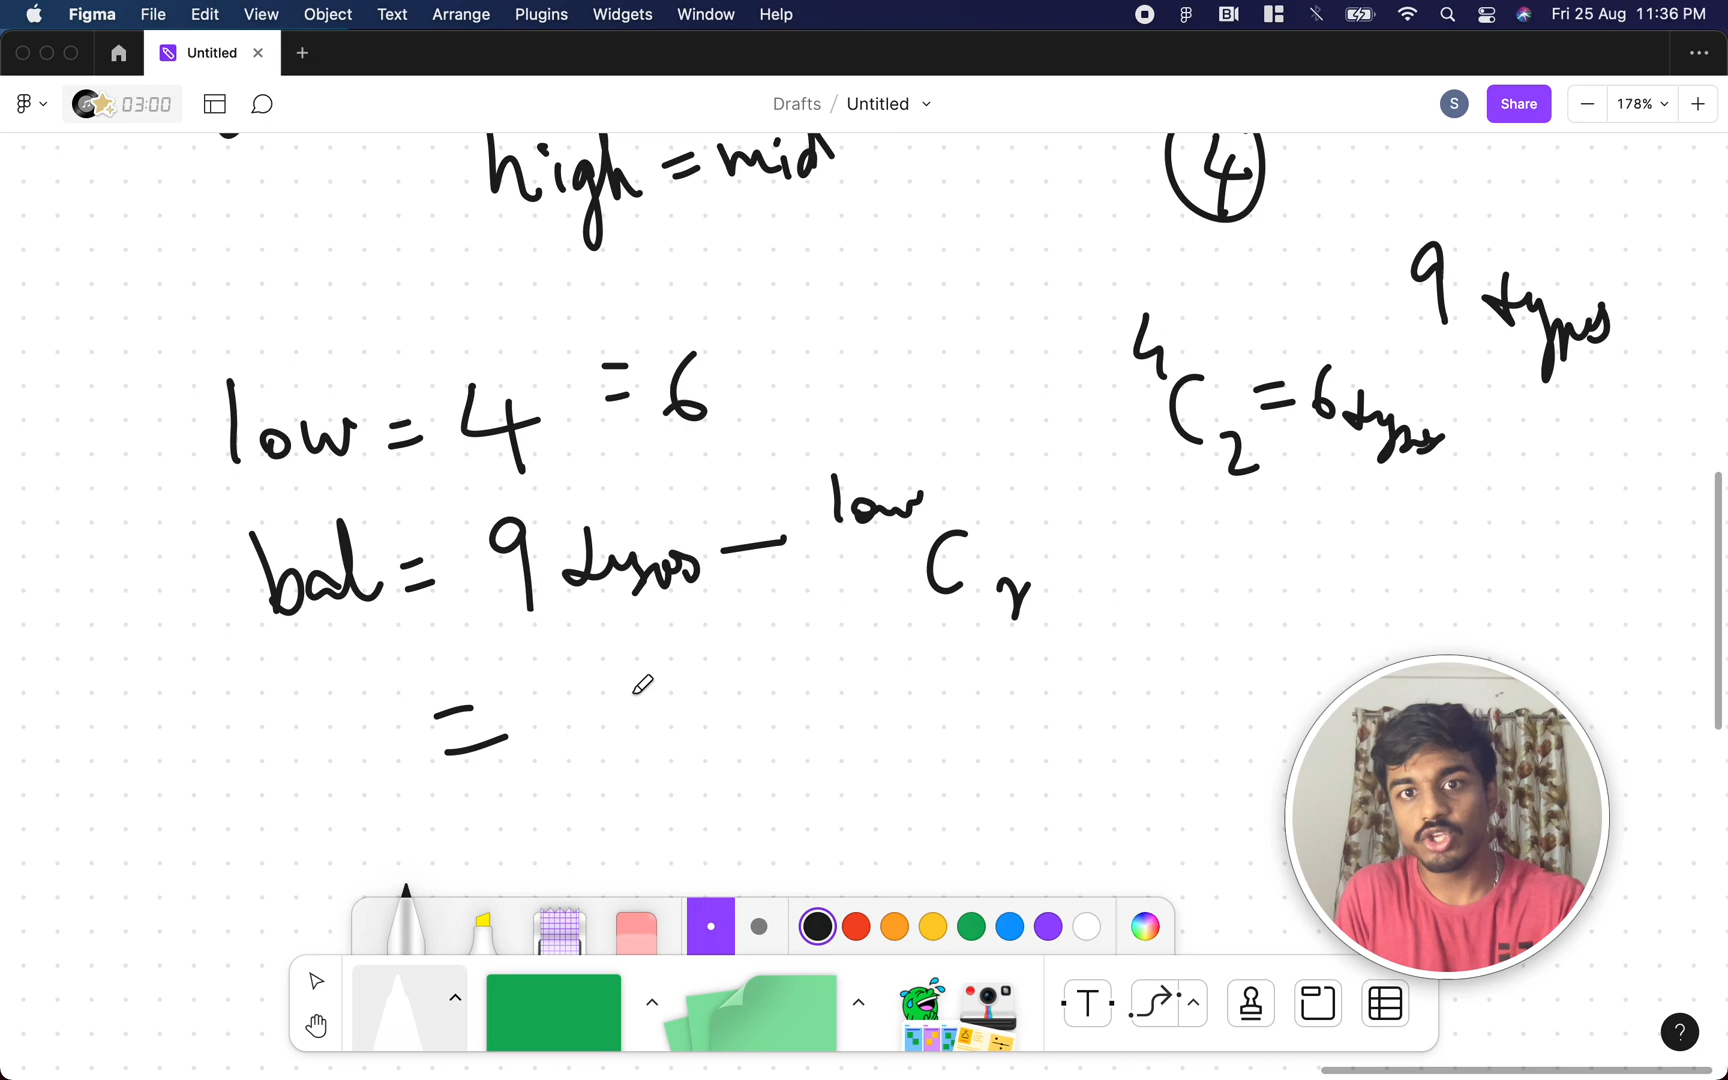 Figma File Edit View Object Text Arrange Plugins Widgets Window Help Fri 25 Aug 11:36 PM
Untitled
03:00 Drafts / Untitled S Share 178%
high = mid
4
9 types
4C2 = 6 types
low = 4 = 6
bal = 9 types - lowCr
=
T
?